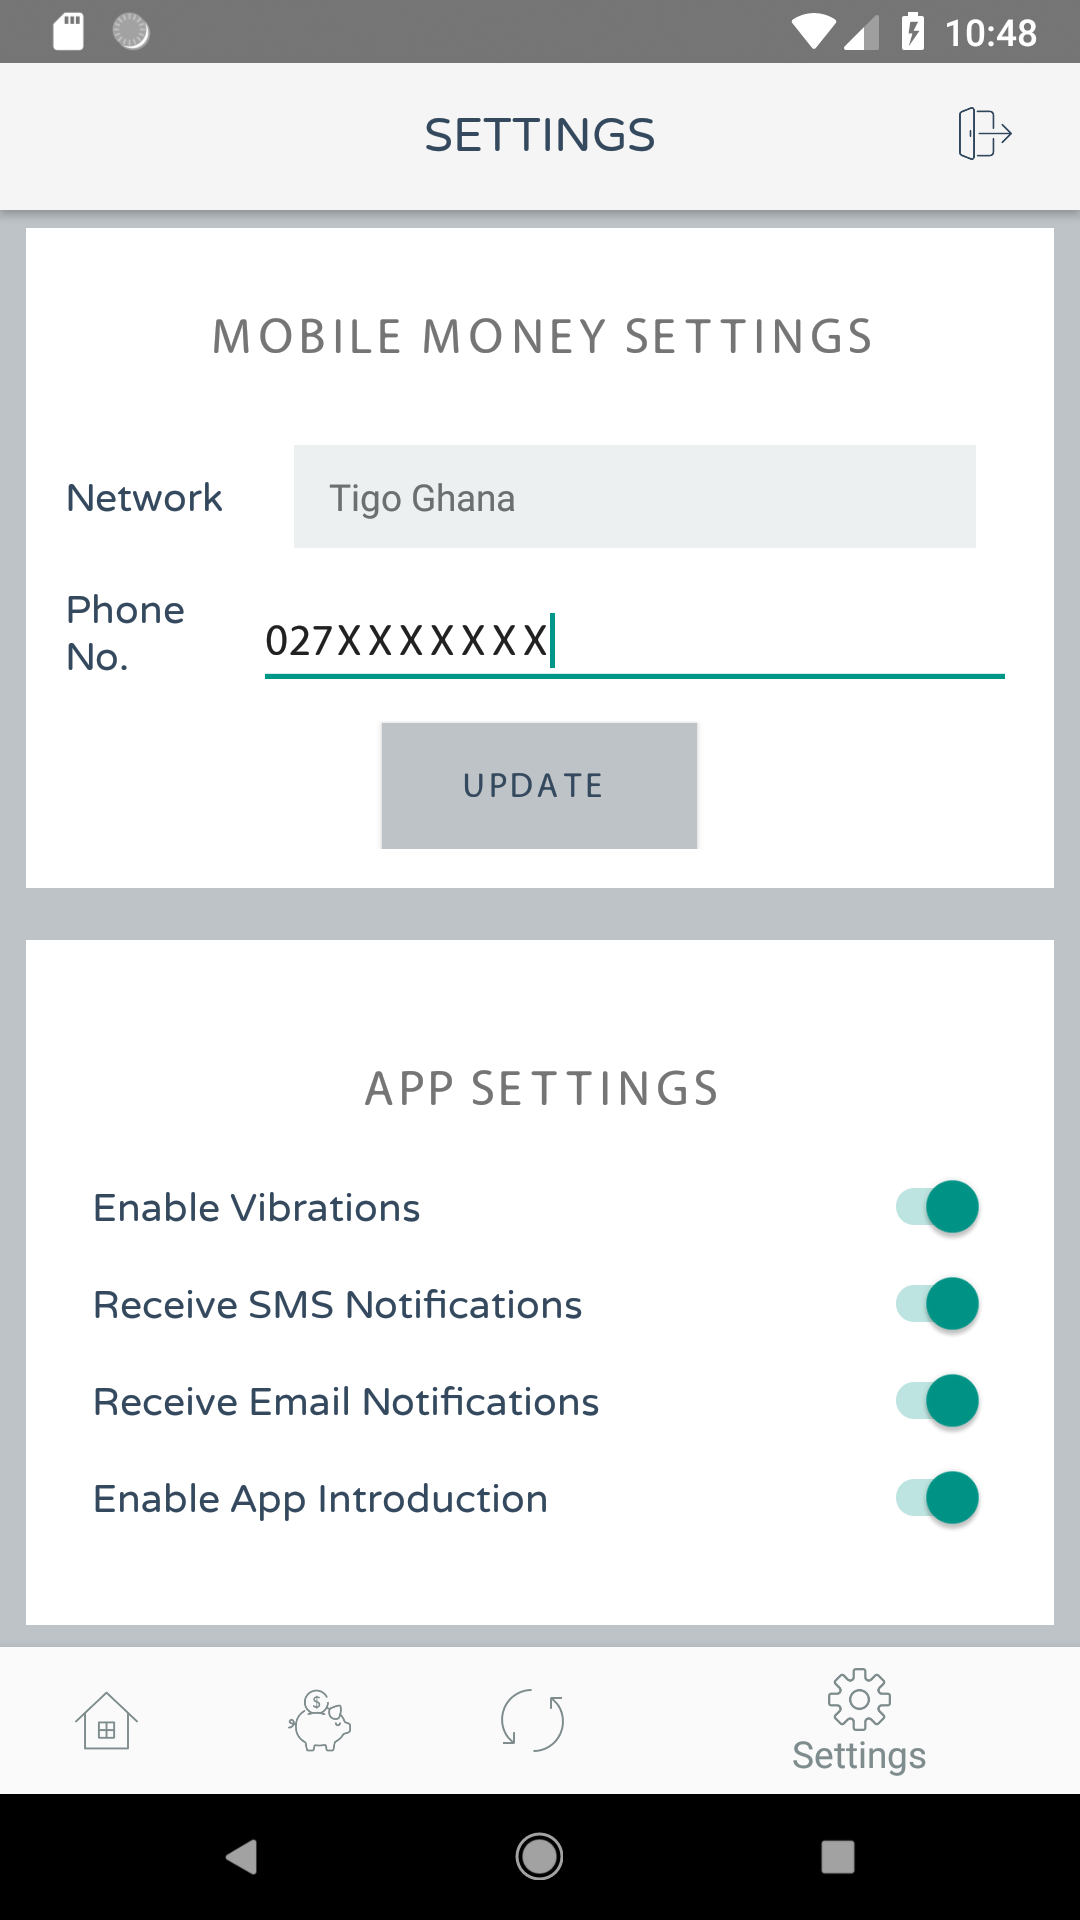 10:48
SETTINGS
MOBILE MONEY SETTINGS
Network
Tigo Ghana
Phone
No.
027XXXXXXX
UPDATE
APP SETTINGS
Enable Vibrations
Receive SMS Notifications
Receive Email Notifications
Enable App Introduction
$
Settings